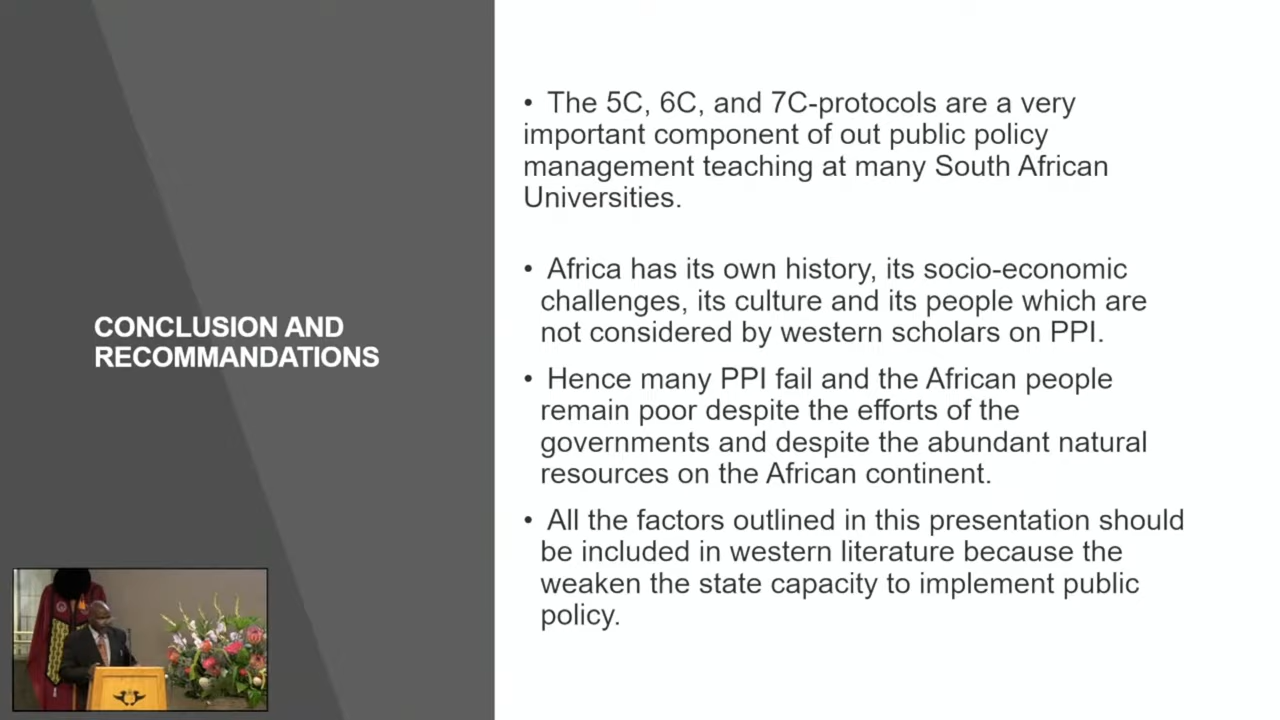 CONCLUSION AND
RECOMMANDATIONS
• The 5C, 6C, and 7C-protocols are a very
important component of out public policy
management teaching at many South African
Universities.
• Africa has its own history, its socio-economic
challenges, its culture and its people which are
not considered by western scholars on PPI.
• Hence many PPI fail and the African people
remain poor despite the efforts of the
governments and despite the abundant natural
resources on the African continent.
• All the factors outlined in this presentation should
be included in western literature because the
weaken the state capacity to implement public
policy.